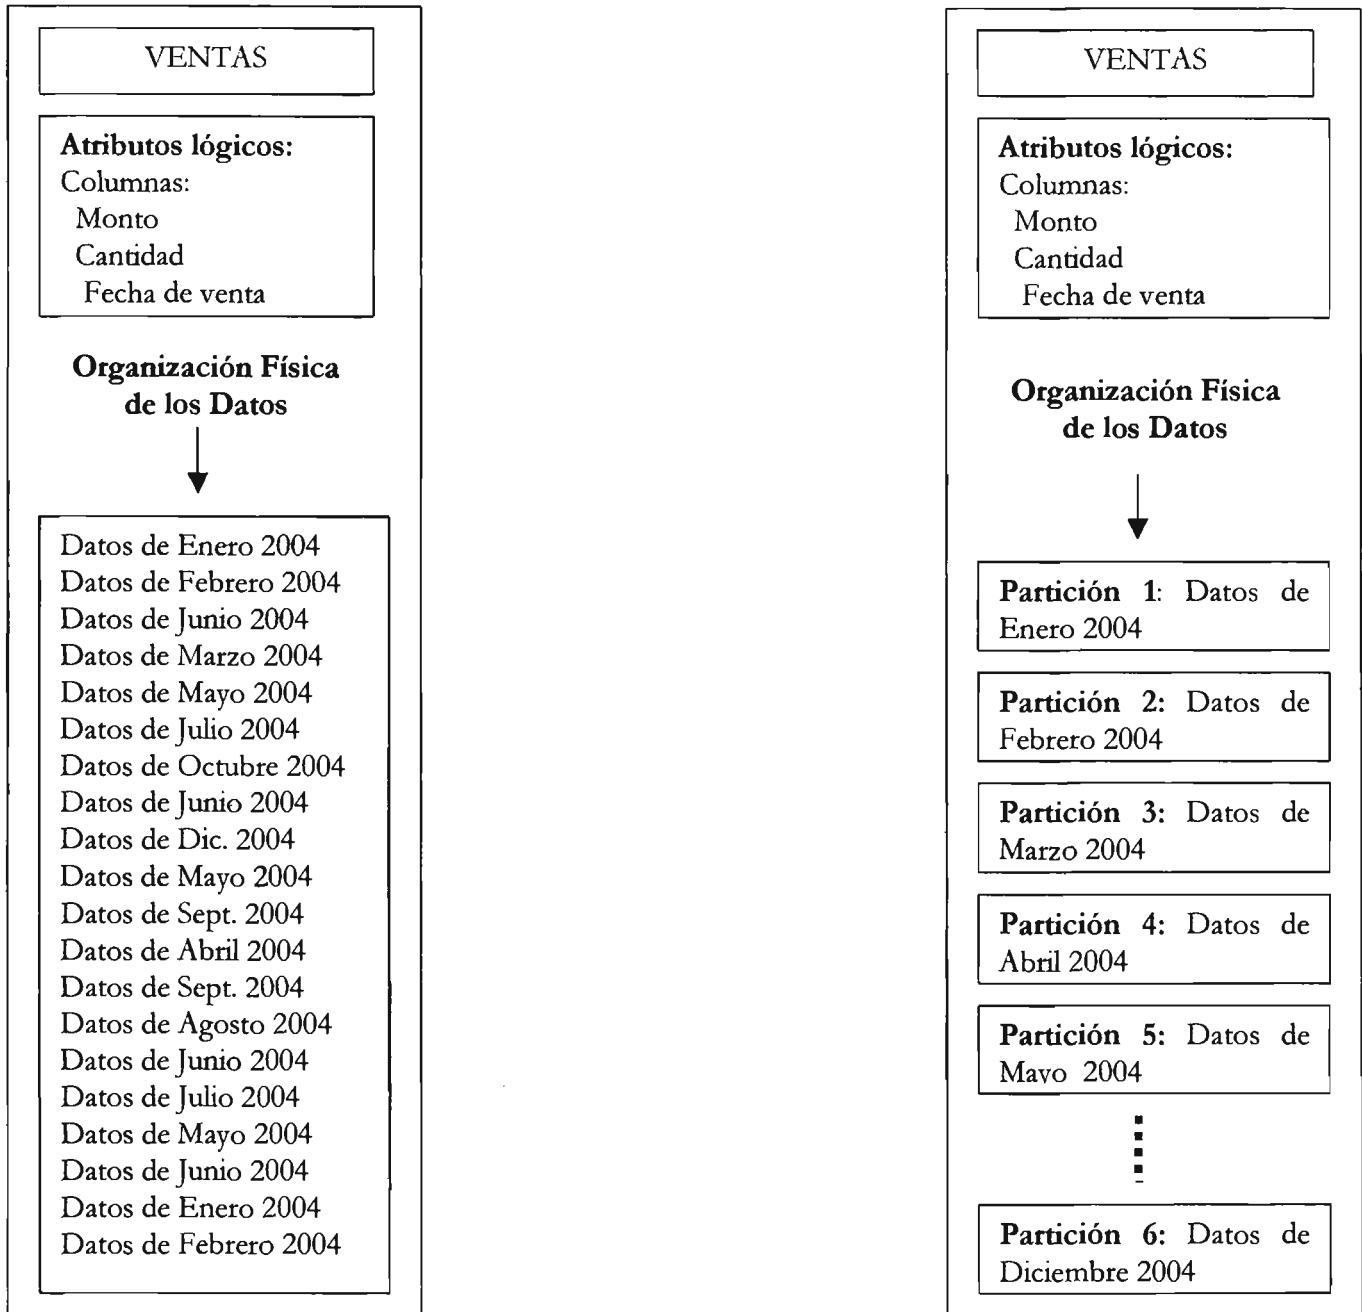 VENTAS
Atributos lógicos:
Columnas:
Monto
Cantidad
Fecha de venta
Organización Física
de los Datos
Datos de Enero 2004
Datos de Febrero 2004
Datos de Junio 2004
Datos de Marzo 2004
Datos de Mayo 2004
Datos de Julio 2004
Datos de Octubre 2004
Datos de Junio 2004
Datos de Dic. 2004
Datos de Mayo 2004
Datos de Sept. 2004
Datos de Abril 2004
Datos de Sept. 2004
Datos de Agosto 2004
Datos de Junio 2004
Datos de Julio 2004
Datos de Mayo 2004
Datos de Junio 2004
Datos de Enero 2004
Datos de Febrero 2004
VENTAS
Atributos lógicos:
Columnas:
Monto
Cantidad
Fecha de venta
Organización Física
de los Datos
Partición 1: Datos de
Enero 2004
Partición 2: Datos de
Febrero 2004
Partición 3: Datos de
Marzo 2004
Partición 4: Datos de
Abril 2004
Partición 5: Datos de
Mayo 2004
Partición 6: Datos de
Diciembre 2004